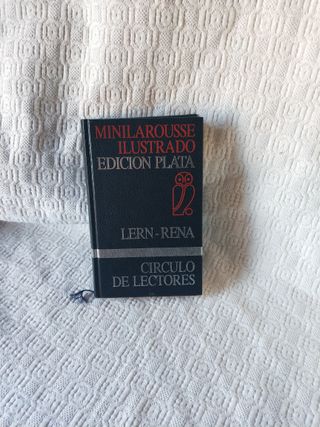 MINILAROUSSE
ILUSTRADO
EDICION PLATA
LERN-RENA
CIRCULO
DE LECTORES